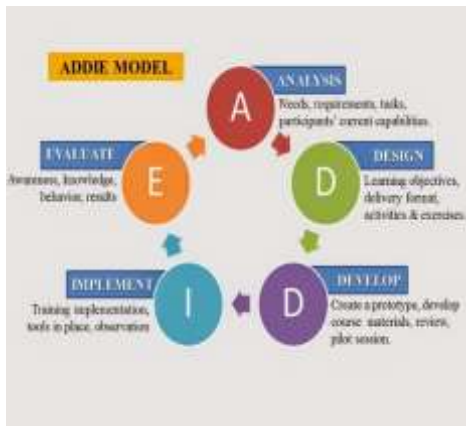 ADDIE MODEL
A
ANALYSIS
Needs, requirements, tasks,
participants' current capabilities.
D
DESIGN
Learning objectives,
delivery format,
activities & exercises.
D
DEVELOP
Create a prototype, develop
course materials, review,
pilot session.
I
IMPLEMENT
Training implementation,
tools in place, observation
E
EVALUATE
Awareness, knowledge,
behavior, results